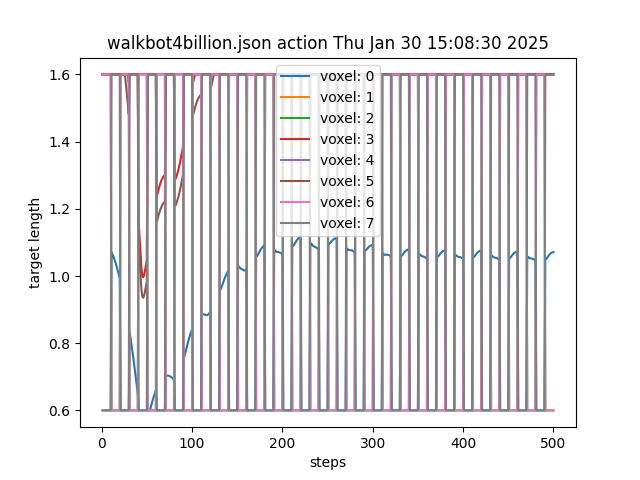 walkbot4billion.json action Thu Jan 30 15:08:30 2025
1.6
1.4
1.2
1.0
0.8
0.6
target length
voxel: 0
voxel: 1
voxel: 2
voxel: 3
voxel: 4
voxel: 5
voxel: 6
voxel: 7
0 100 200 300 400 500
steps